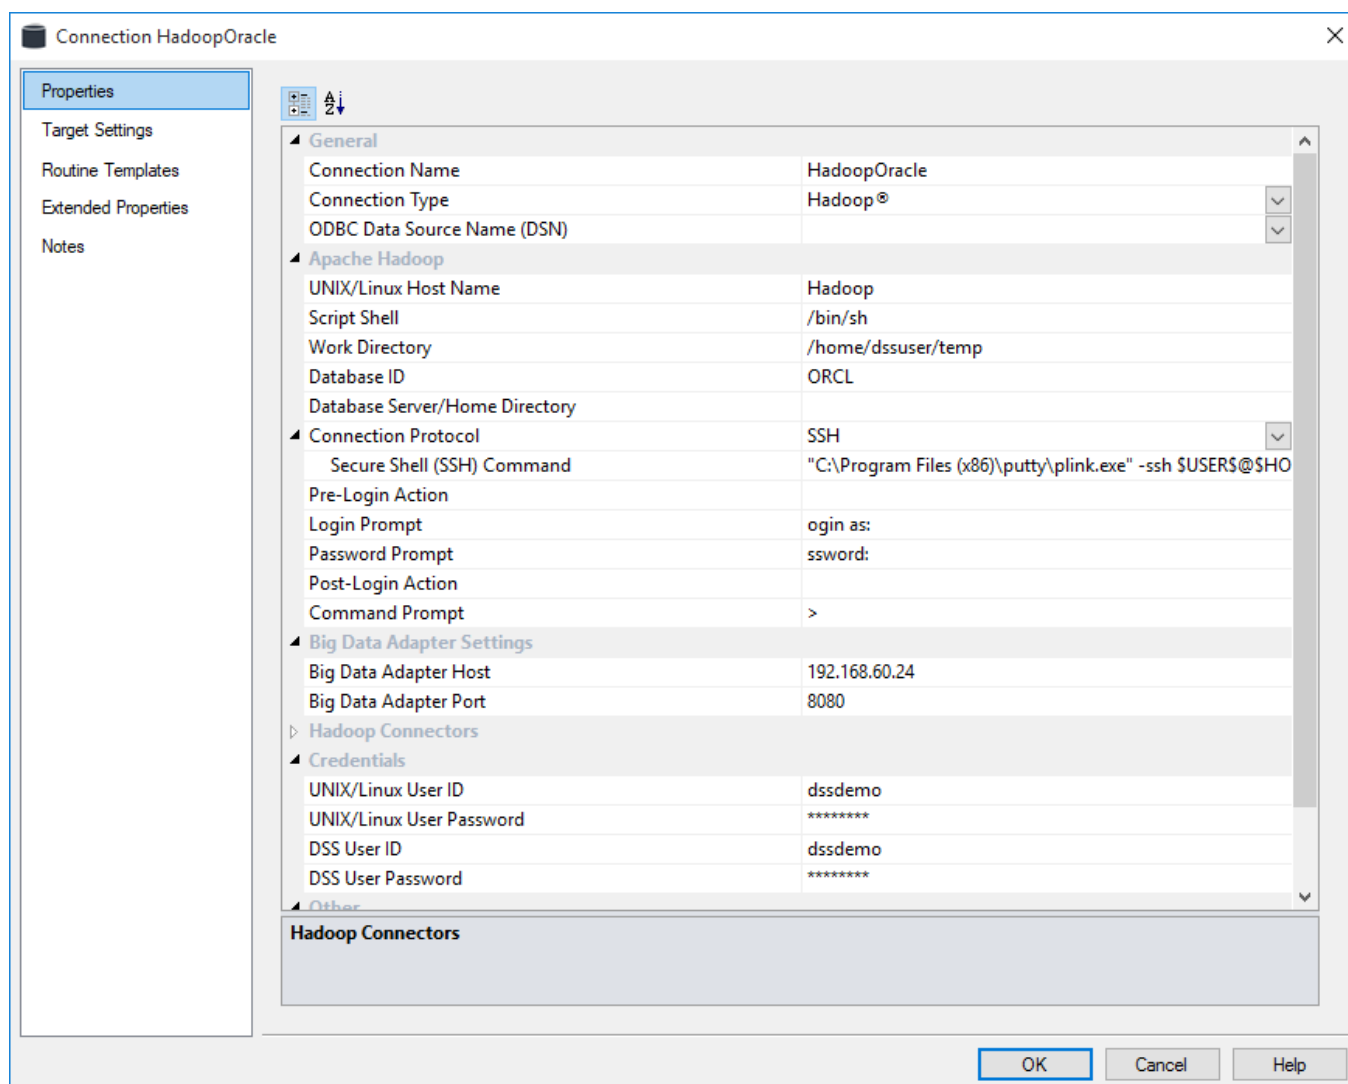 Connection HadoopOracle
Properties
Target Settings
Routine Templates
Extended Properties
Notes
General
Connection Name HadoopOracle
Connection Type Hadoop®
ODBC Data Source Name (DSN)
Apache Hadoop
UNIX/Linux Host Name Hadoop
Script Shell /bin/sh
Work Directory /home/dssuser/temp
Database ID ORCL
Database Server/Home Directory
Connection Protocol SSH
Secure Shell (SSH) Command "C:\Program Files (x86)\putty\plink.exe" -ssh $USER$@$HO
Pre-Login Action
Login Prompt ogin as:
Password Prompt ssword:
Post-Login Action
Command Prompt >
Big Data Adapter Settings
Big Data Adapter Host 192.168.60.24
Big Data Adapter Port 8080
Hadoop Connectors
Credentials
UNIX/Linux User ID dssdemo
UNIX/Linux User Password ********
DSS User ID dssdemo
DSS User Password ********
Other
Hadoop Connectors
OK Cancel Help